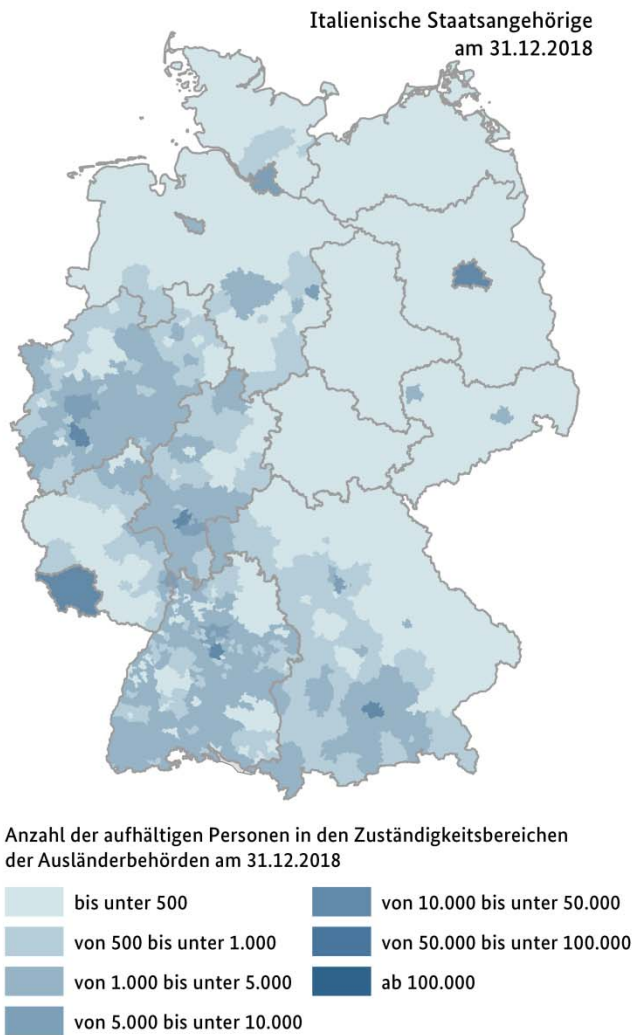 Italienische Staatsangehörige
am 31.12.2018
Anzahl der aufhältigen Personen in den Zuständigkeitsbereichen
der Ausländerbehörden am 31.12.2018
bis unter 500
von 500 bis unter 1.000
von 1.000 bis unter 5.000
von 5.000 bis unter 10.000
von 10.000 bis unter 50.000
von 50.000 bis unter 100.000
ab 100.000